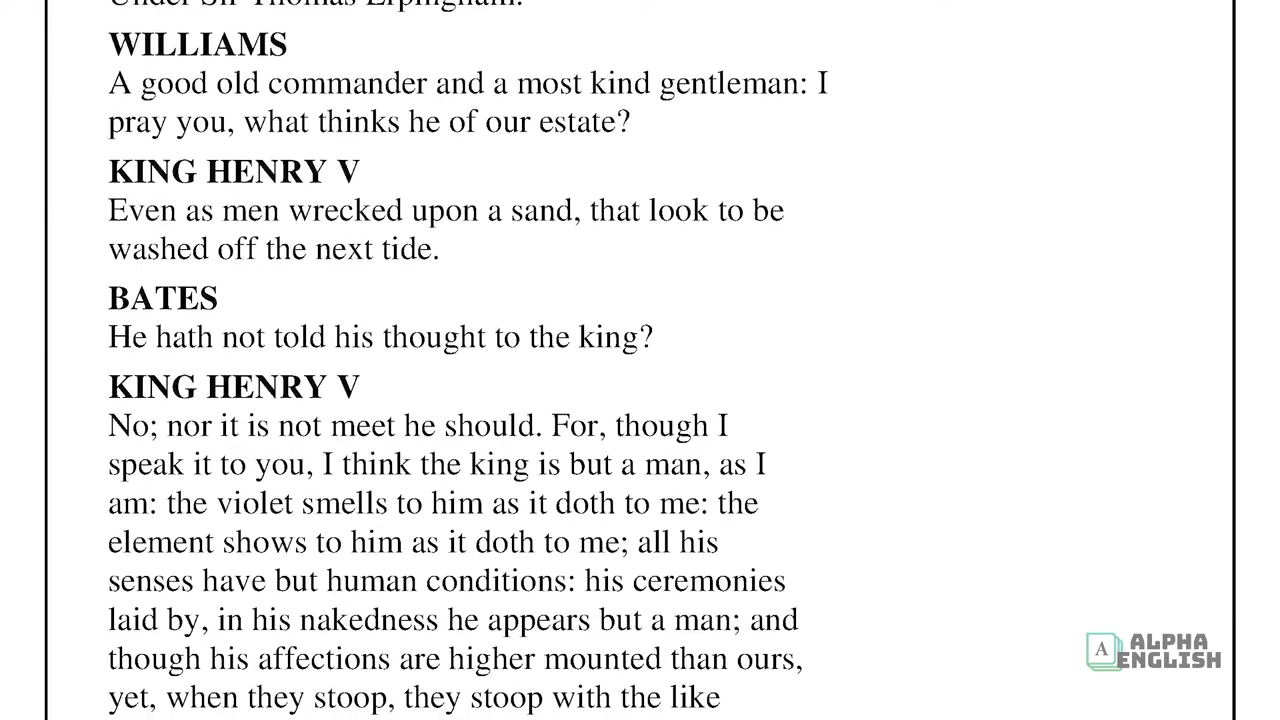 Under Sir Thomas Erpingham.
WILLIAMS
A good old commander and a most kind gentleman: I
pray you, what thinks he of our estate?
KING HENRY V
Even as men wrecked upon a sand, that look to be
washed off the next tide.
BATES
He hath not told his thought to the king?
KING HENRY V
No; nor it is not meet he should. For, though I
speak it to you, I think the king is but a man, as I
am: the violet smells to him as it doth to me: the
element shows to him as it doth to me; all his
senses have but human conditions: his ceremonies
laid by, in his nakedness he appears but a man; and
though his affections are higher mounted than ours,
yet, when they stoop, they stoop with the like
A ALPHA
ENGLISH